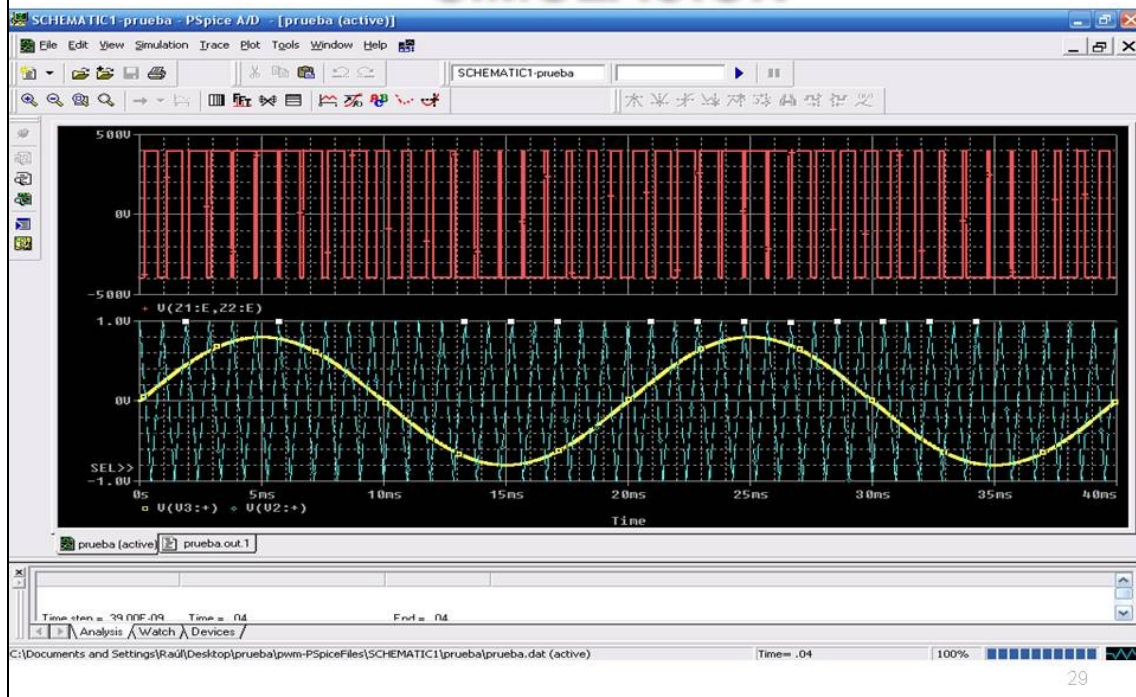 SCHEMATIC1-prueba - PSpice A/D - [prueba (active)]
File Edit View Simulation Trace Plot Tools Window Help
SCHEMATIC1-prueba
500V
0V
-500V
V(Z1:E,Z2:E)
1.0V
0V
SEL>>
-1.0V
0s 5ms 10ms 15ms 20ms 25ms 30ms 35ms 40ms
V(V3:+) V(V2:+)
Time
prueba (active) prueba.out.1
Time step = 39.00E-09 Time = .04 End = .04
Analysis Watch Devices
C:\Documents and Settings\Raúl\Desktop\prueba\pwm-PSpiceFiles\SCHEMATIC1\prueba\prueba.dat (active) Time= .04 100%
29